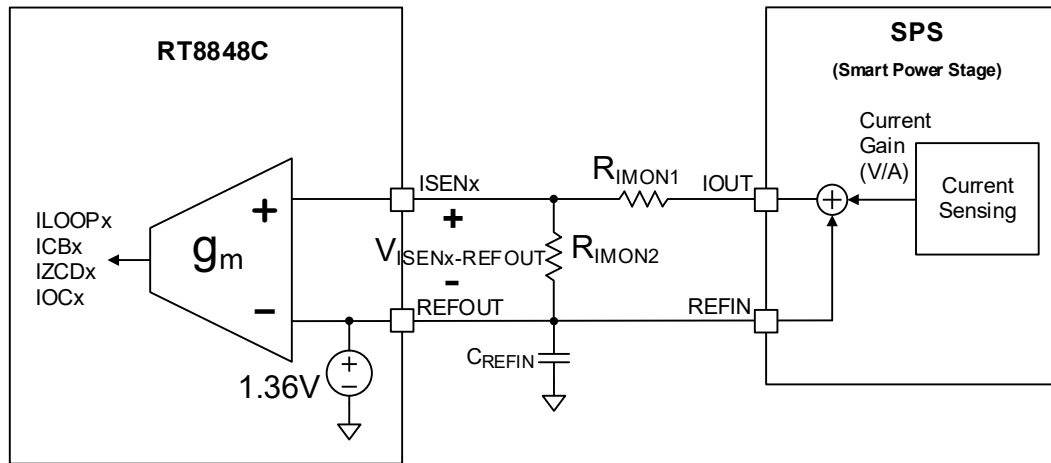 RT8848C
SPS
(Smart Power Stage)
Current
Gain
(V/A)
Current
Sensing
ISENx
RIMON1
IOUT
ILOOPx
ICBx
IZCDx
IOCx
gm
+
−
+
VISENx-REFOUT
-
RIMON2
REFOUT
REFIN
CREFIN
1.36V
+
−